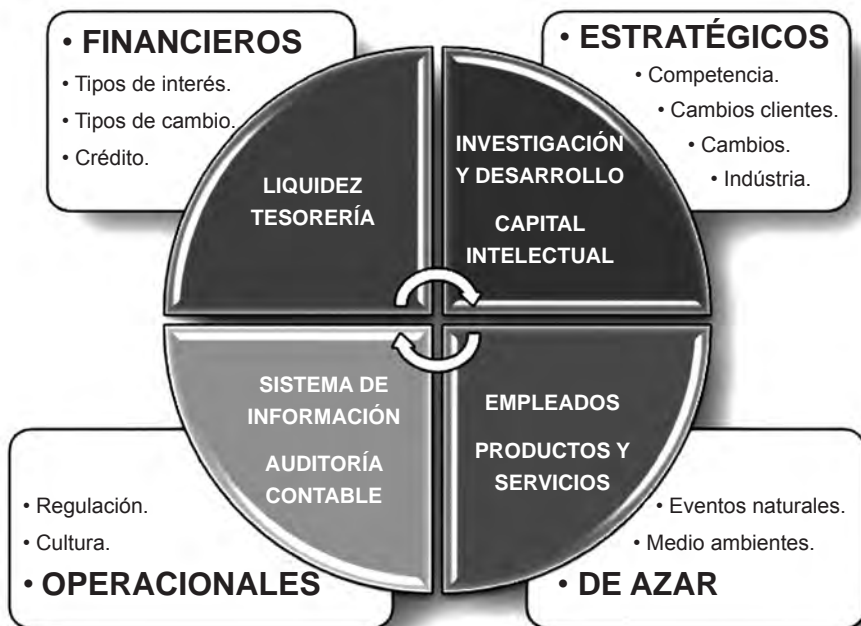 • FINANCIEROS
• Tipos de interés.
• Tipos de cambio.
• Crédito.
• ESTRATÉGICOS
• Competencia.
• Cambios clientes.
• Cambios.
• Indústria.
LIQUIDEZ
TESORERÍA
INVESTIGACIÓN
Y DESARROLLO
CAPITAL
INTELECTUAL
SISTEMA DE
INFORMACIÓN
AUDITORÍA
CONTABLE
EMPLEADOS
PRODUCTOS Y
SERVICIOS
• Regulación.
• Cultura.
• OPERACIONALES
• Eventos naturales.
• Medio ambientes.
• DE AZAR